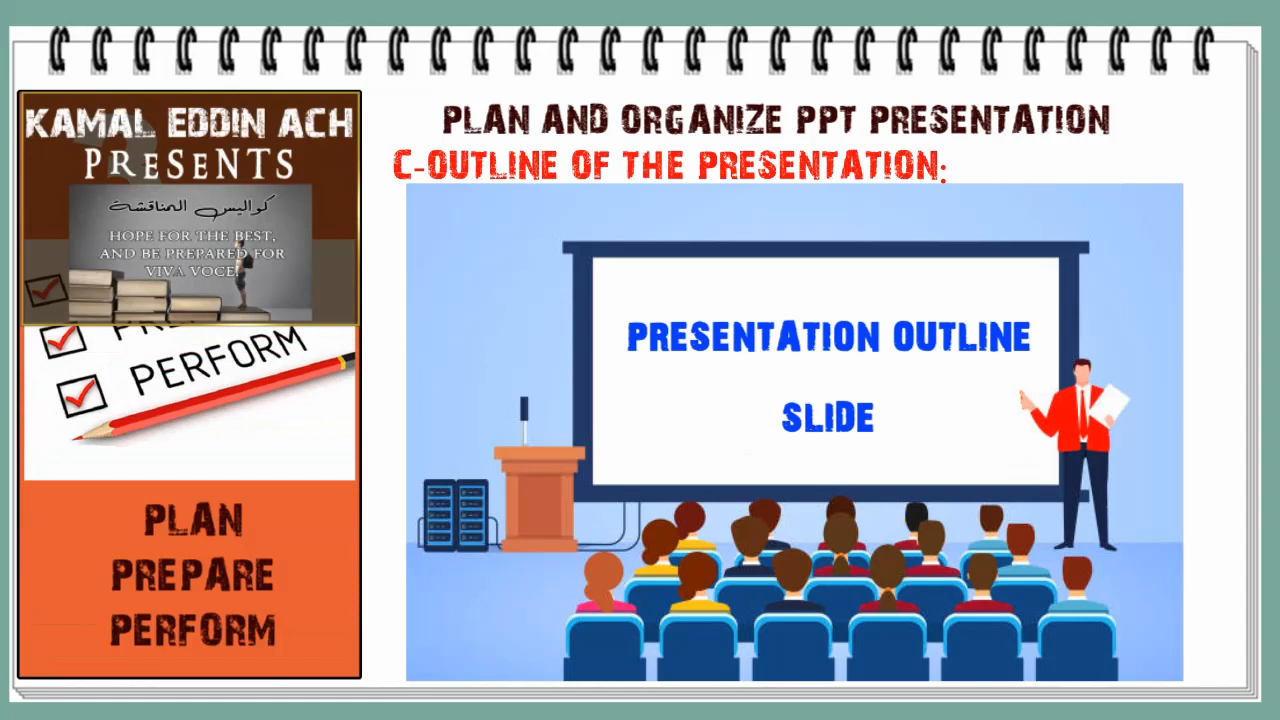 KAMAL EDDIN ACH
PRESENTS
كواليس المناقشة
HOPE FOR THE BEST,
AND BE PREPARED FOR
VIVA VOCE.
PERFORM
PLAN
PREPARE
PERFORM
PLAN AND ORGANIZE PPT PRESENTATION
C-OUTLINE OF THE PRESENTATION:
PRESENTATION OUTLINE
SLIDE